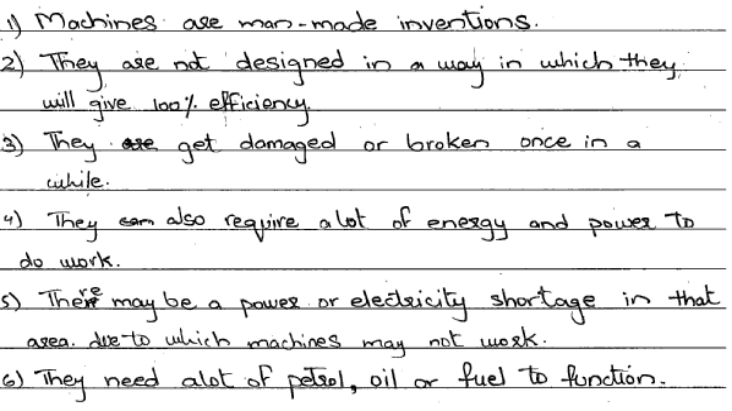 1) Machines are man-made inventions.
2) They are not designed in a way in which they
will give 100% efficiency.
3) They are get damaged or broken once in a
while.
4) They can also require a lot of energy and power to
do work.
5) There may be a power or electricity shortage in that
area. due to which machines may not work.
6) They need alot of petrol, oil or fuel to function.